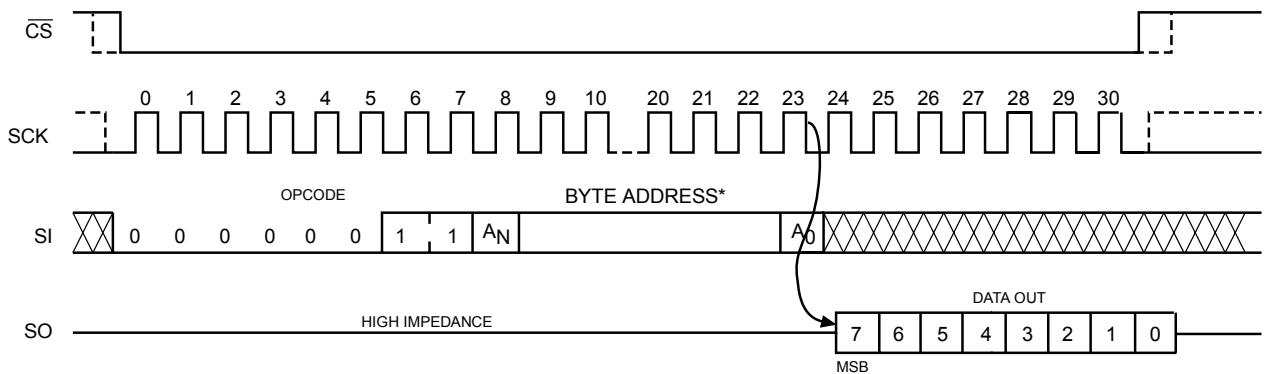 CS
0 1 2 3 4 5 6 7 8 9 10 20 21 22 23 24 25 26 27 28 29 30
SCK
OPCODE BYTE ADDRESS*
SI 0 0 0 0 0 0 1 1 AN A0
DATA OUT
SO HIGH IMPEDANCE 7 6 5 4 3 2 1 0
MSB